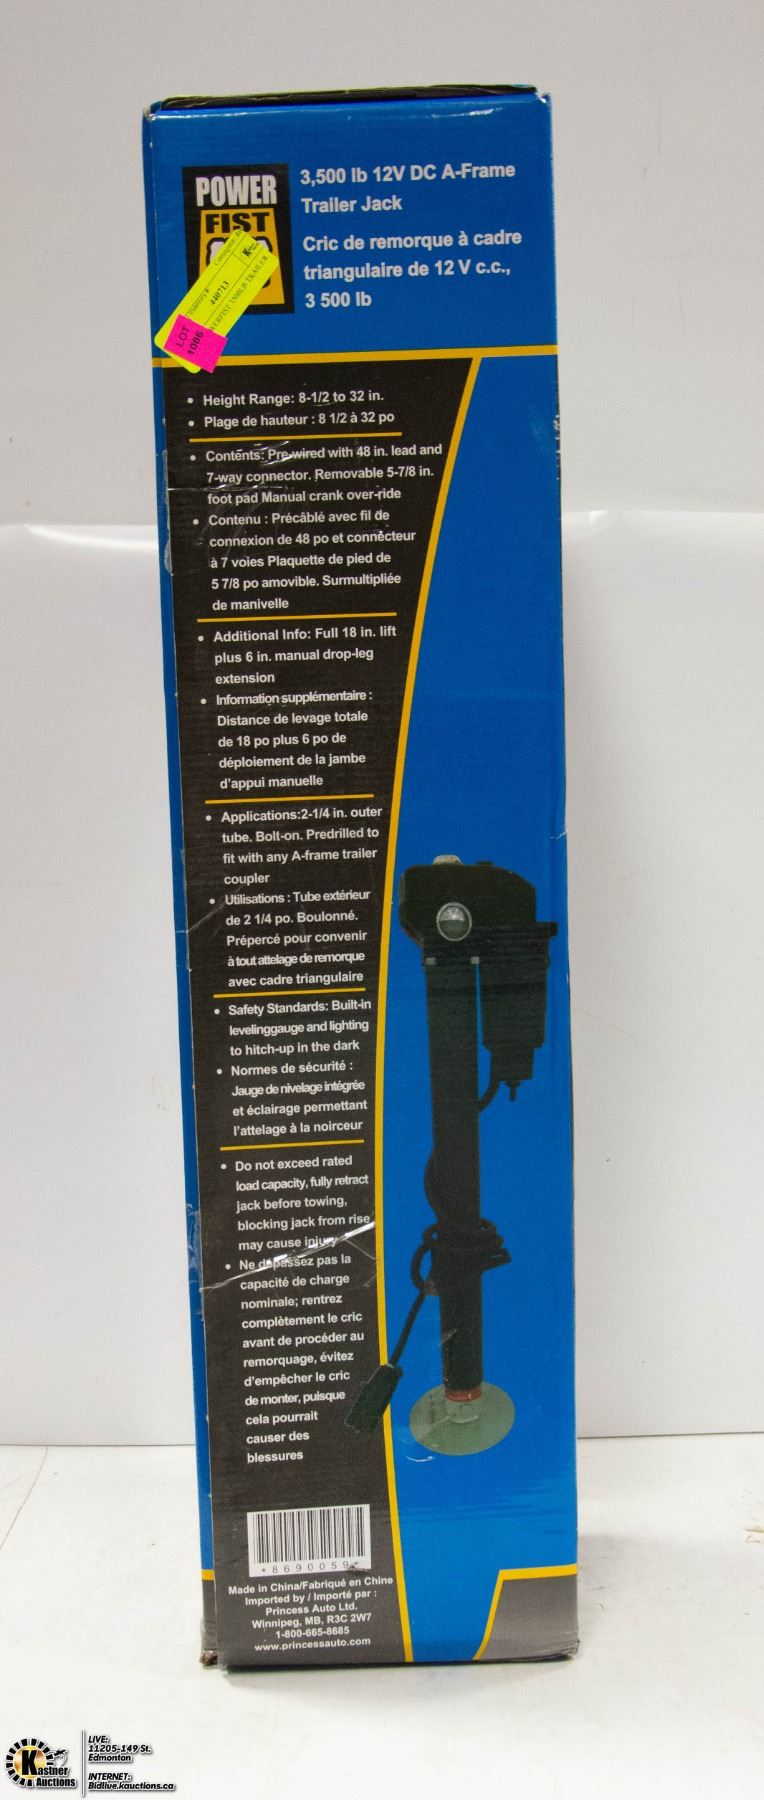 POWER
FIST
3,500 lb 12V DC A-Frame
Trailer Jack
Cric de remorque à cadre
triangulaire de 12 V c.c.,
3 500 lb
Consignor
Inventory #
440713
3500LB TRAILER
LOT
1086
• Height Range: 8-1/2 to 32 in.
• Plage de hauteur : 8 1/2 à 32 po
• Contents: Pre-wired with 48 in. lead and
7-way connector. Removable 5-7/8 in.
foot pad Manual crank over-ride
• Contenu : Précâblé avec fil de
connexion de 48 po et connecteur
à 7 voies Plaquette de pied de
5 7/8 po amovible. Surmultipliée
de manivelle
• Additional Info: Full 18 in. lift
plus 6 in. manual drop-leg
extension
• Information supplémentaire :
Distance de levage totale
de 18 po plus 6 po de
déploiement de la jambe
d'appui manuelle
• Applications:2-1/4 in. outer
tube. Bolt-on. Predrilled to
fit with any A-frame trailer
coupler
• Utilisations : Tube extérieur
de 2 1/4 po. Boulonné.
Prépercé pour convenir
à tout attelage de remorque
avec cadre triangulaire
• Safety Standards: Built-in
levelinggauge and lighting
to hitch-up in the dark
• Normes de sécurité :
Jauge de nivelage intégrée
et éclairage permettant
l'attelage à la noirceur
• Do not exceed rated
load capacity, fully retract
jack before towing,
blocking jack from rise
may cause injury
• Ne dépassez pas la
capacité de charge
nominale; rentrez
complètement le cric
avant de procéder au
remorquage, évitez
d'empêcher le cric
de monter, puisque
cela pourrait
causer des
blessures
*8690059*
Made in China/Fabriqué en Chine
Imported by / Importé par :
Princess Auto Ltd.
Winnipeg, MB, R3C 2W7
1-800-665-8685
www.princessauto.com
Kastner
Auctions
LIVE:
11205-149 St.
Edmonton
INTERNET:
Bidlive.kauctions.ca